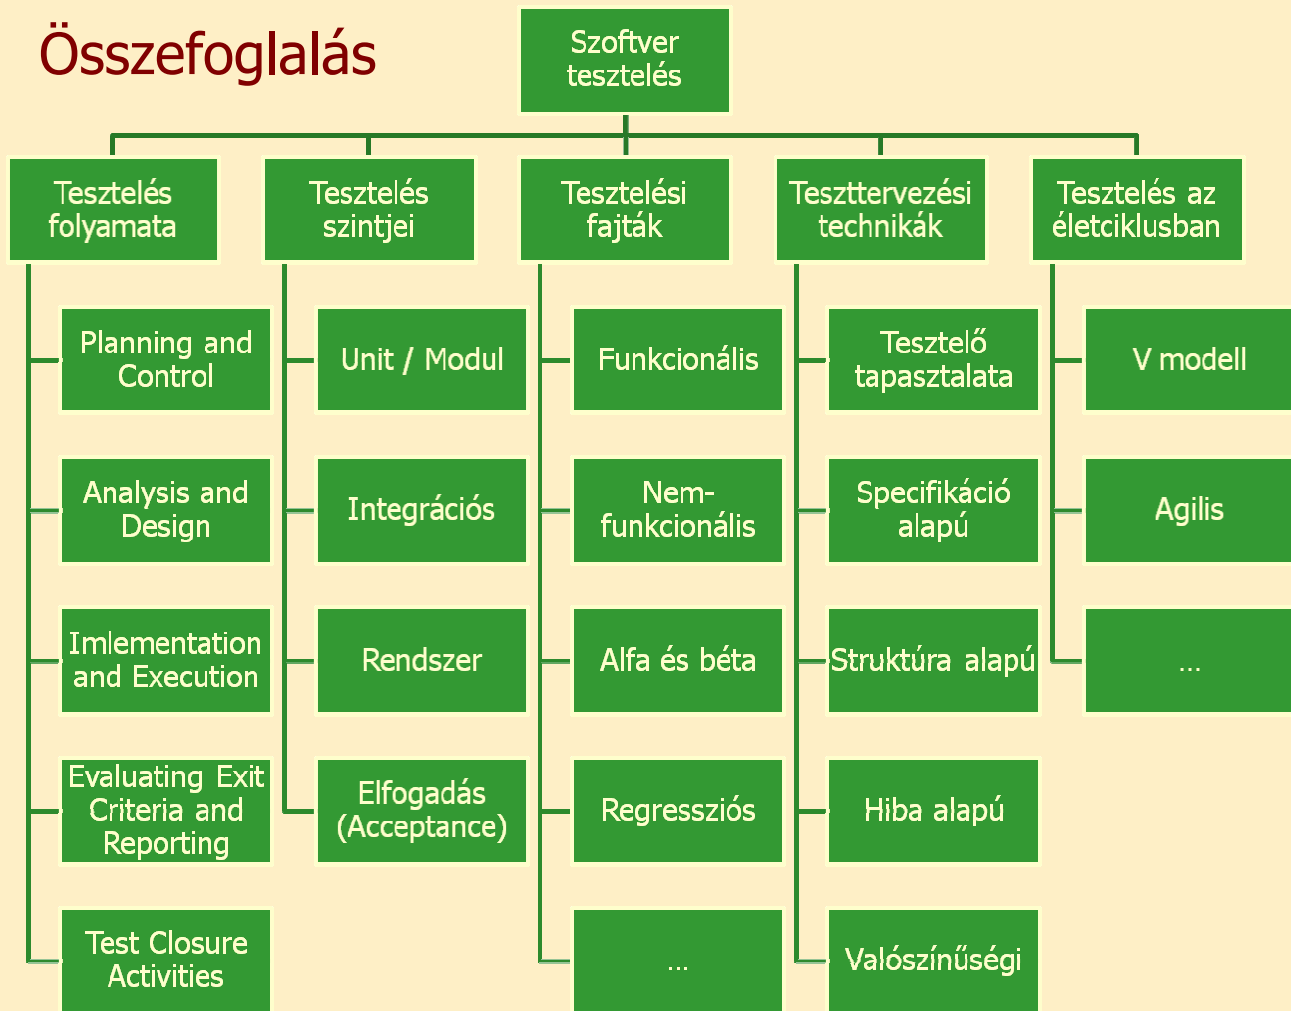 Összefoglalás
Szoftver
tesztelés
Tesztelés
folyamata
Planning and
Control
Analysis and
Design
Imlementation
and Execution
Evaluating Exit
Criteria and
Reporting
Test Closure
Activities
Tesztelés
szintjei
Unit / Modul
Integrációs
Rendszer
Elfogadás
(Acceptance)
Tesztelési
fajták
Funkcionális
Nem-
funkcionális
Alfa és béta
Regressziós
...
Teszttervezési
technikák
Tesztelő
tapasztalata
Specifikáció
alapú
Struktúra alapú
Hiba alapú
Valószínűségi
Tesztelés az
életciklusban
V modell
Agilis
...